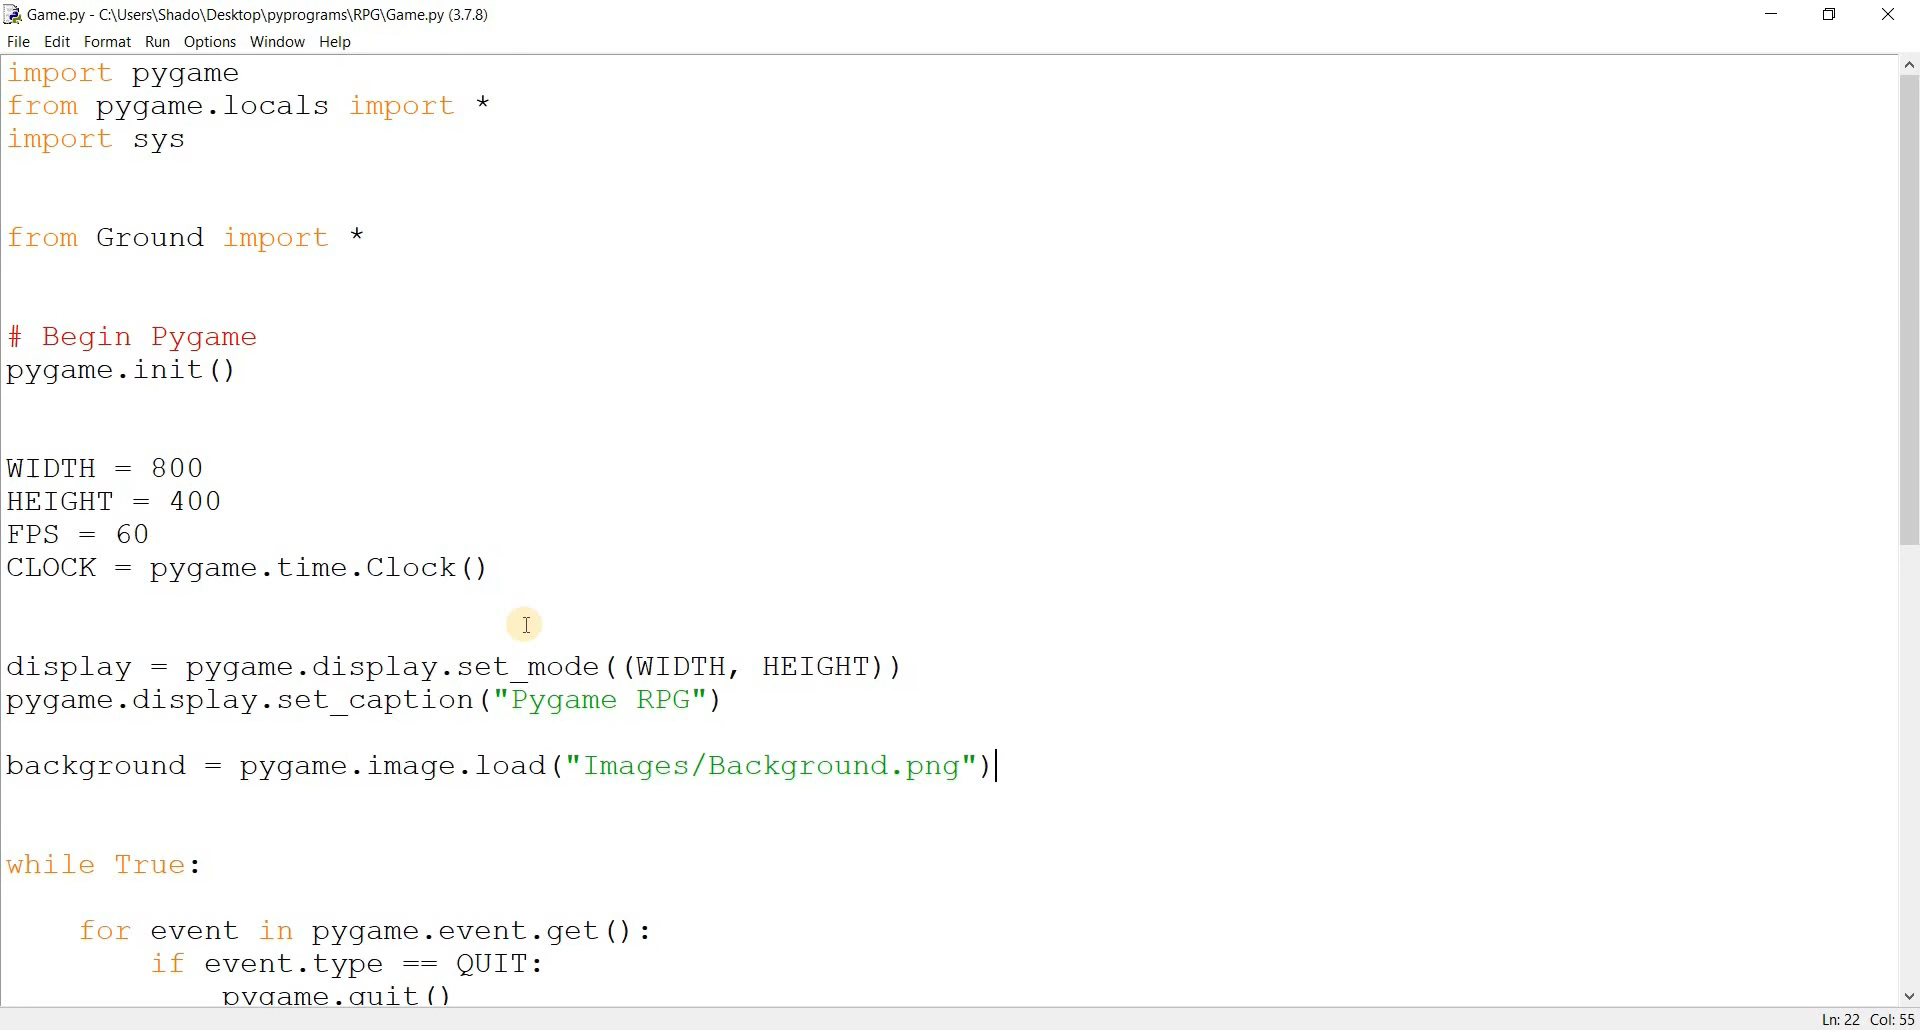 Game.py - C:\Users\Shado\Desktop\pyprograms\RPG\Game.py (3.7.8)
File Edit Format Run Options Window Help
import pygame
from pygame.locals import *
import sys
from Ground import *
# Begin Pygame
pygame.init()
WIDTH = 800
HEIGHT = 400
FPS = 60
CLOCK = pygame.time.Clock()
display = pygame.display.set_mode((WIDTH, HEIGHT))
pygame.display.set_caption("Pygame RPG")
background = pygame.image.load("Images/Background.png")
while True:
    for event in pygame.event.get():
        if event.type == QUIT:
            pygame.quit()
Ln: 22 Col: 55